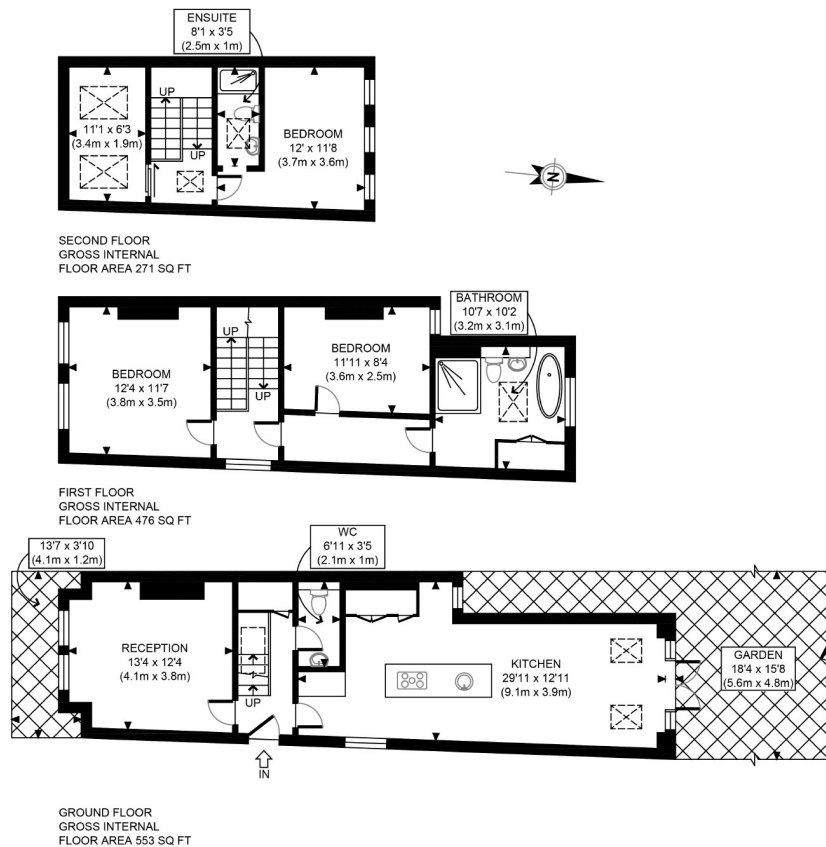 ENSUITE
8'1 x 3'5
(2.5m x 1m)
UP
11'1 x 6'3
(3.4m x 1.9m)
UP
BEDROOM
12' x 11'8
(3.7m x 3.6m)
N
SECOND FLOOR
GROSS INTERNAL
FLOOR AREA 271 SQ FT
BATHROOM
10'7 x 10'2
(3.2m x 3.1m)
UP
BEDROOM
12'4 x 11'7
(3.8m x 3.5m)
UP
BEDROOM
11'11 x 8'4
(3.6m x 2.5m)
FIRST FLOOR
GROSS INTERNAL
FLOOR AREA 476 SQ FT
13'7 x 3'10
(4.1m x 1.2m)
WC
6'11 x 3'5
(2.1m x 1m)
RECEPTION
13'4 x 12'4
(4.1m x 3.8m)
UP
KITCHEN
29'11 x 12'11
(9.1m x 3.9m)
GARDEN
18'4 x 15'8
(5.6m x 4.8m)
IN
GROUND FLOOR
GROSS INTERNAL
FLOOR AREA 553 SQ FT